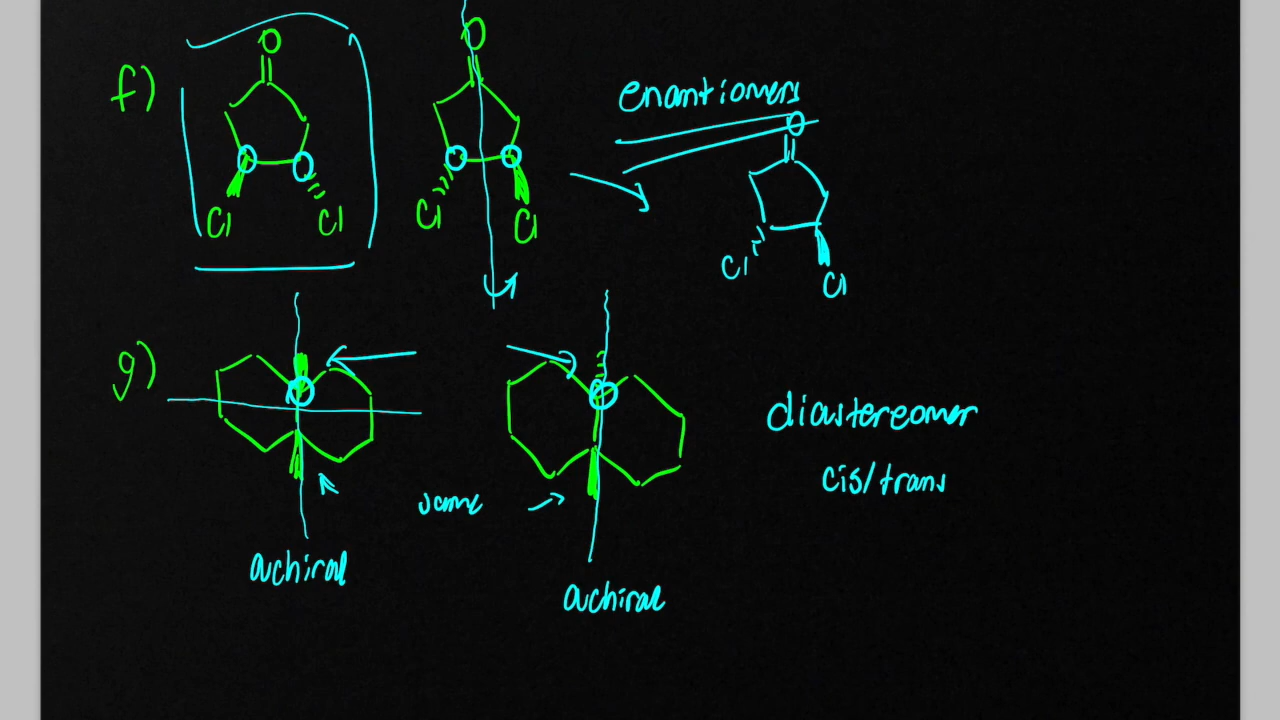 f)
O
Cl
Cl
O
Cl
Cl
enantiomers
O
Cl
Cl
g)
diastereomer
cis/trans
same
achiral
achiral